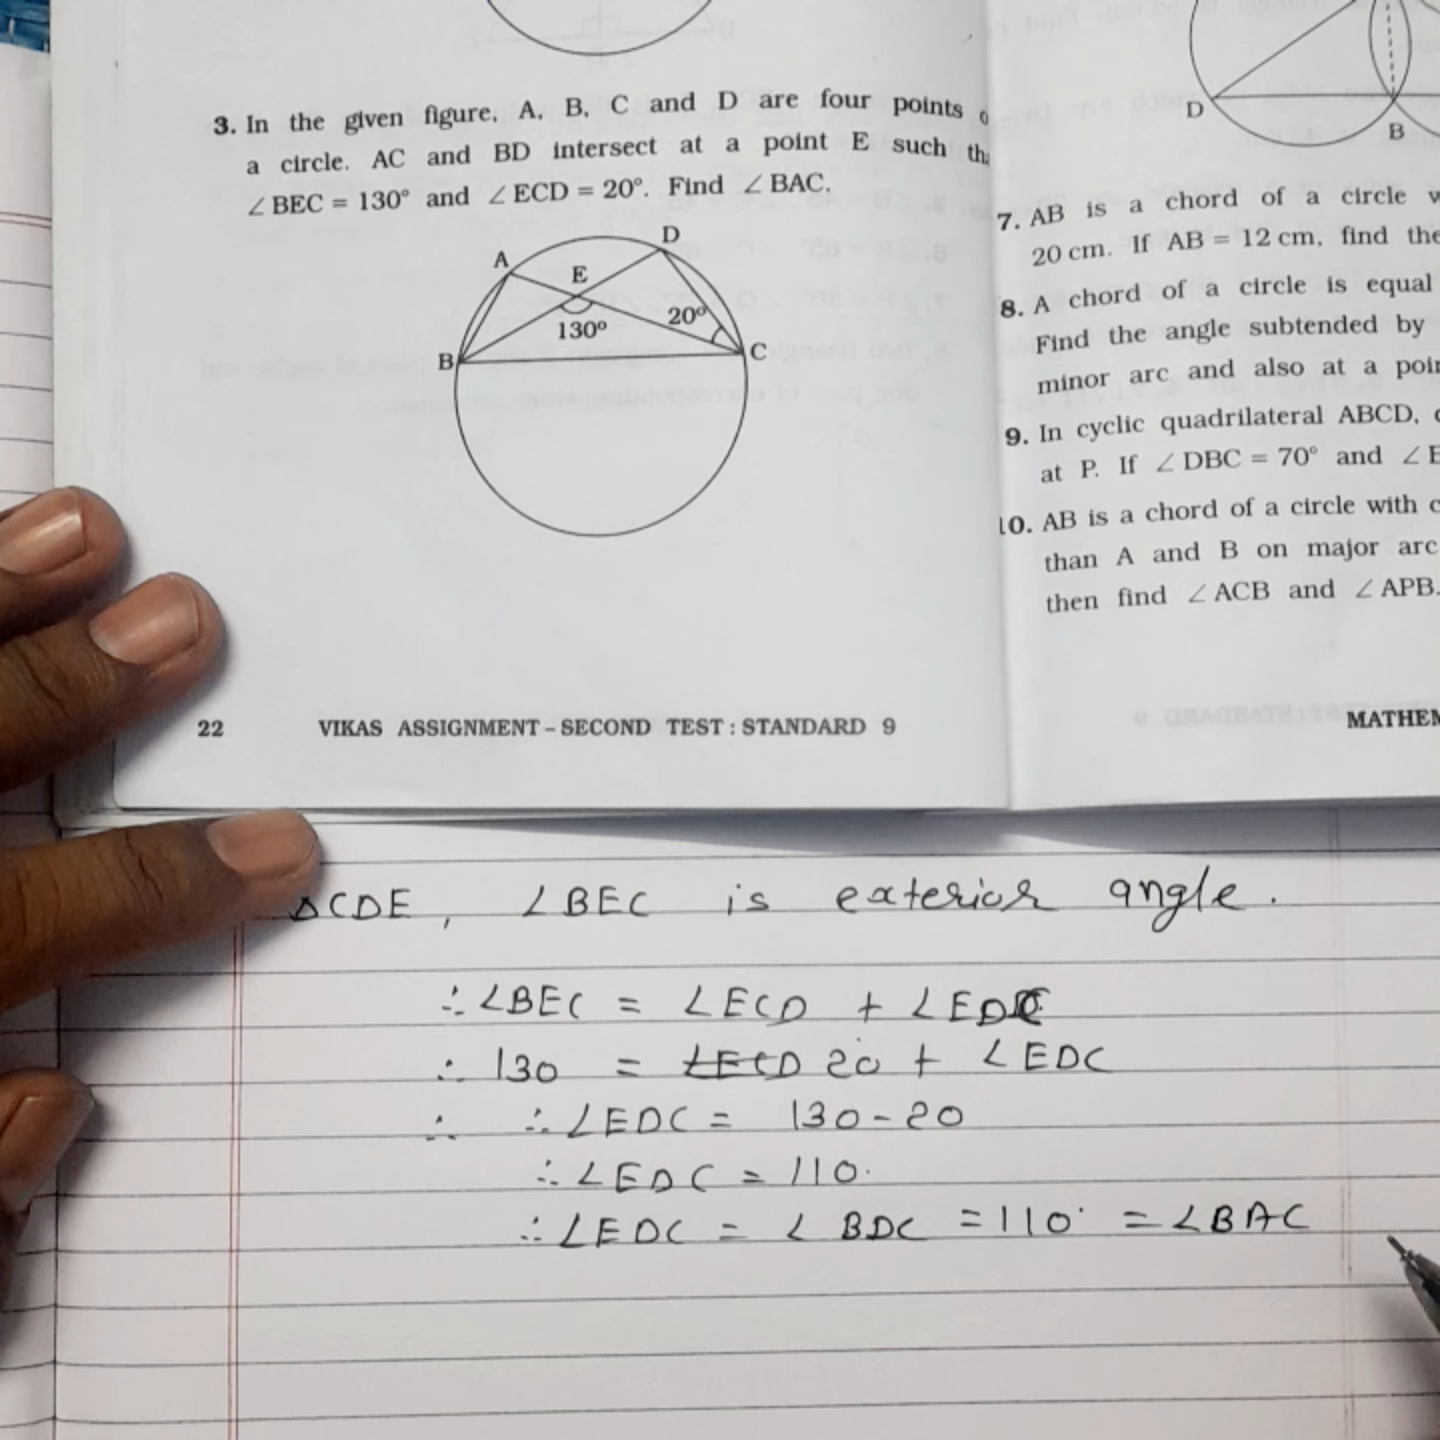 3. In the given figure, A, B, C and D are four points
a circle. AC and BD intersect at a point E such
∠BEC = 130° and ∠ECD = 20°. Find ∠BAC.
D
A
E
20°
130°
B
C
22 VIKAS ASSIGNMENT – SECOND TEST : STANDARD 9
D
B
7. AB is a chord of a circle
20 cm. If AB = 12 cm, find the
8. A chord of a circle is equal
Find the angle subtended by
minor arc and also at a
9. In cyclic quadrilateral ABCD,
at P. If ∠DBC = 70° and ∠
10. AB is a chord of a circle with
than A and B on major arc
then find ∠ACB and ∠APB.
ΔCDE, ∠BEC is exterior angle.
∴ ∠BEC = ∠ECD + ∠EDC
∴ 130 = ∠ECD 20 + ∠EDC
∴ ∴ ∠EDC = 130 - 20
∴ ∠EDC = 110.
∴ ∠EDC = ∠BDC = 110° = ∠BAC